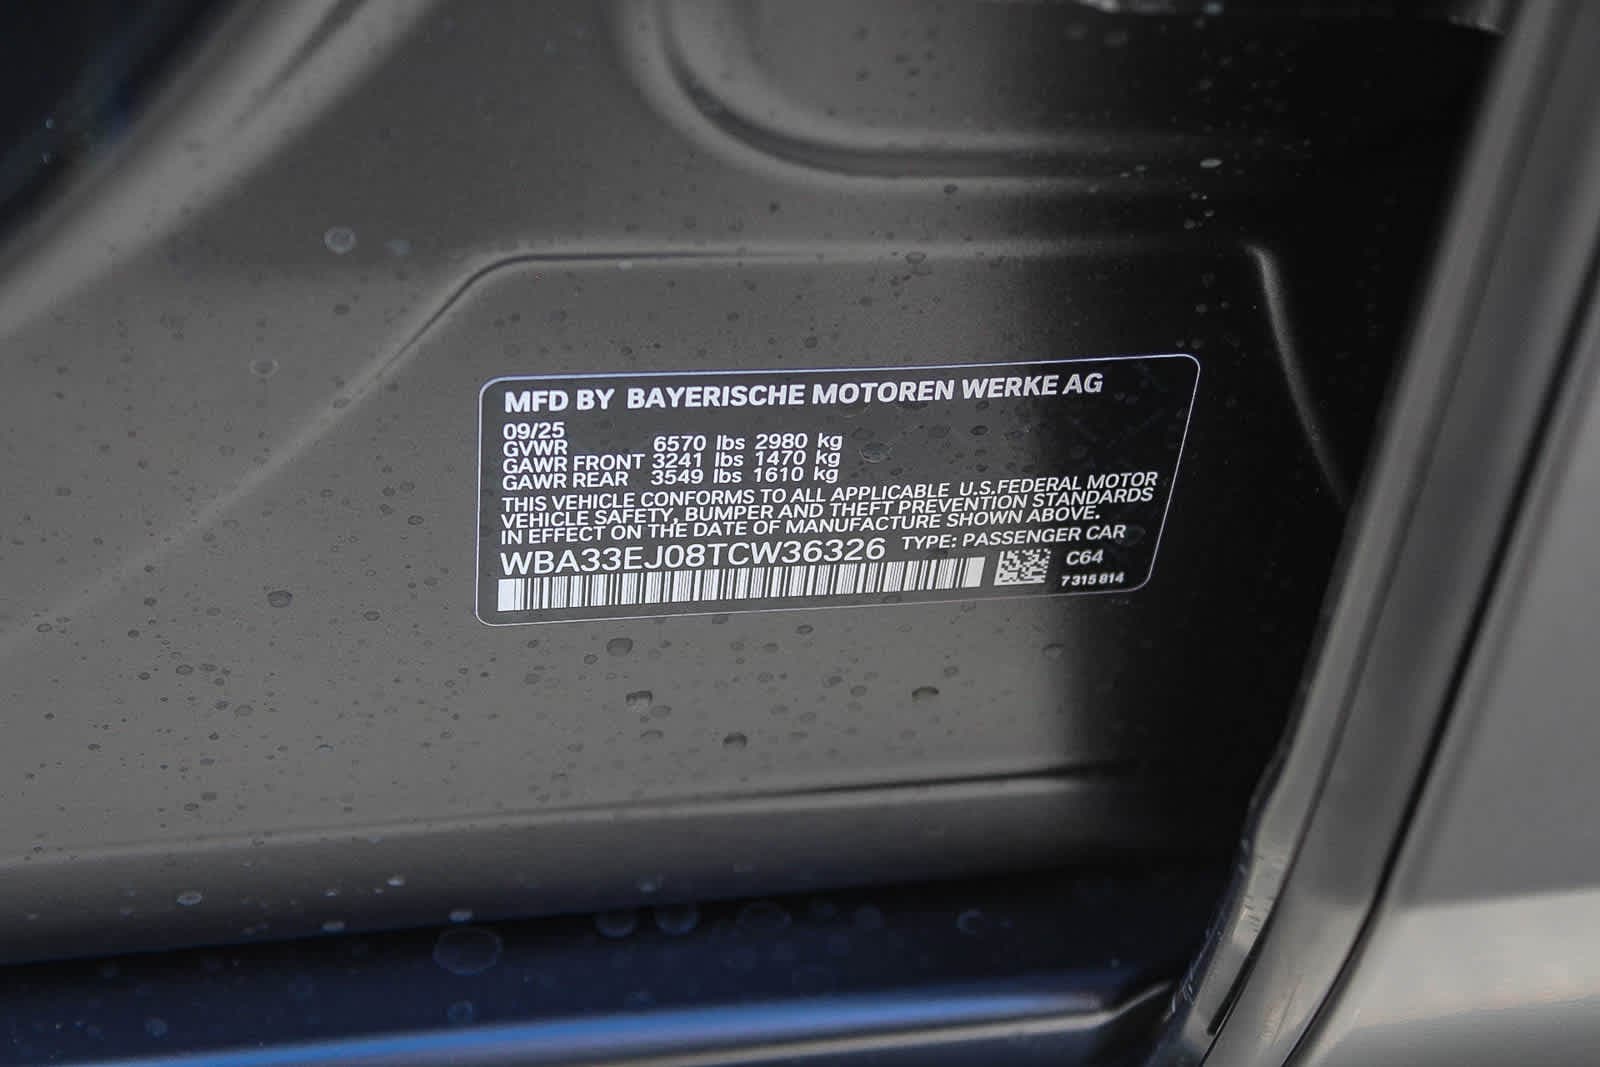 MFD BY BAYERISCHE MOTOREN WERKE AG
09/25
GVWR 6570 lbs 2980 kg
GAWR FRONT 3241 lbs 1470 kg
GAWR REAR 3549 lbs 1610 kg
THIS VEHICLE CONFORMS TO ALL APPLICABLE U.S.FEDERAL MOTOR
VEHICLE SAFETY, BUMPER AND THEFT PREVENTION STANDARDS
IN EFFECT ON THE DATE OF MANUFACTURE SHOWN ABOVE.
WBA33EJ08TCW36326 TYPE: PASSENGER CAR
C64
7 315 814